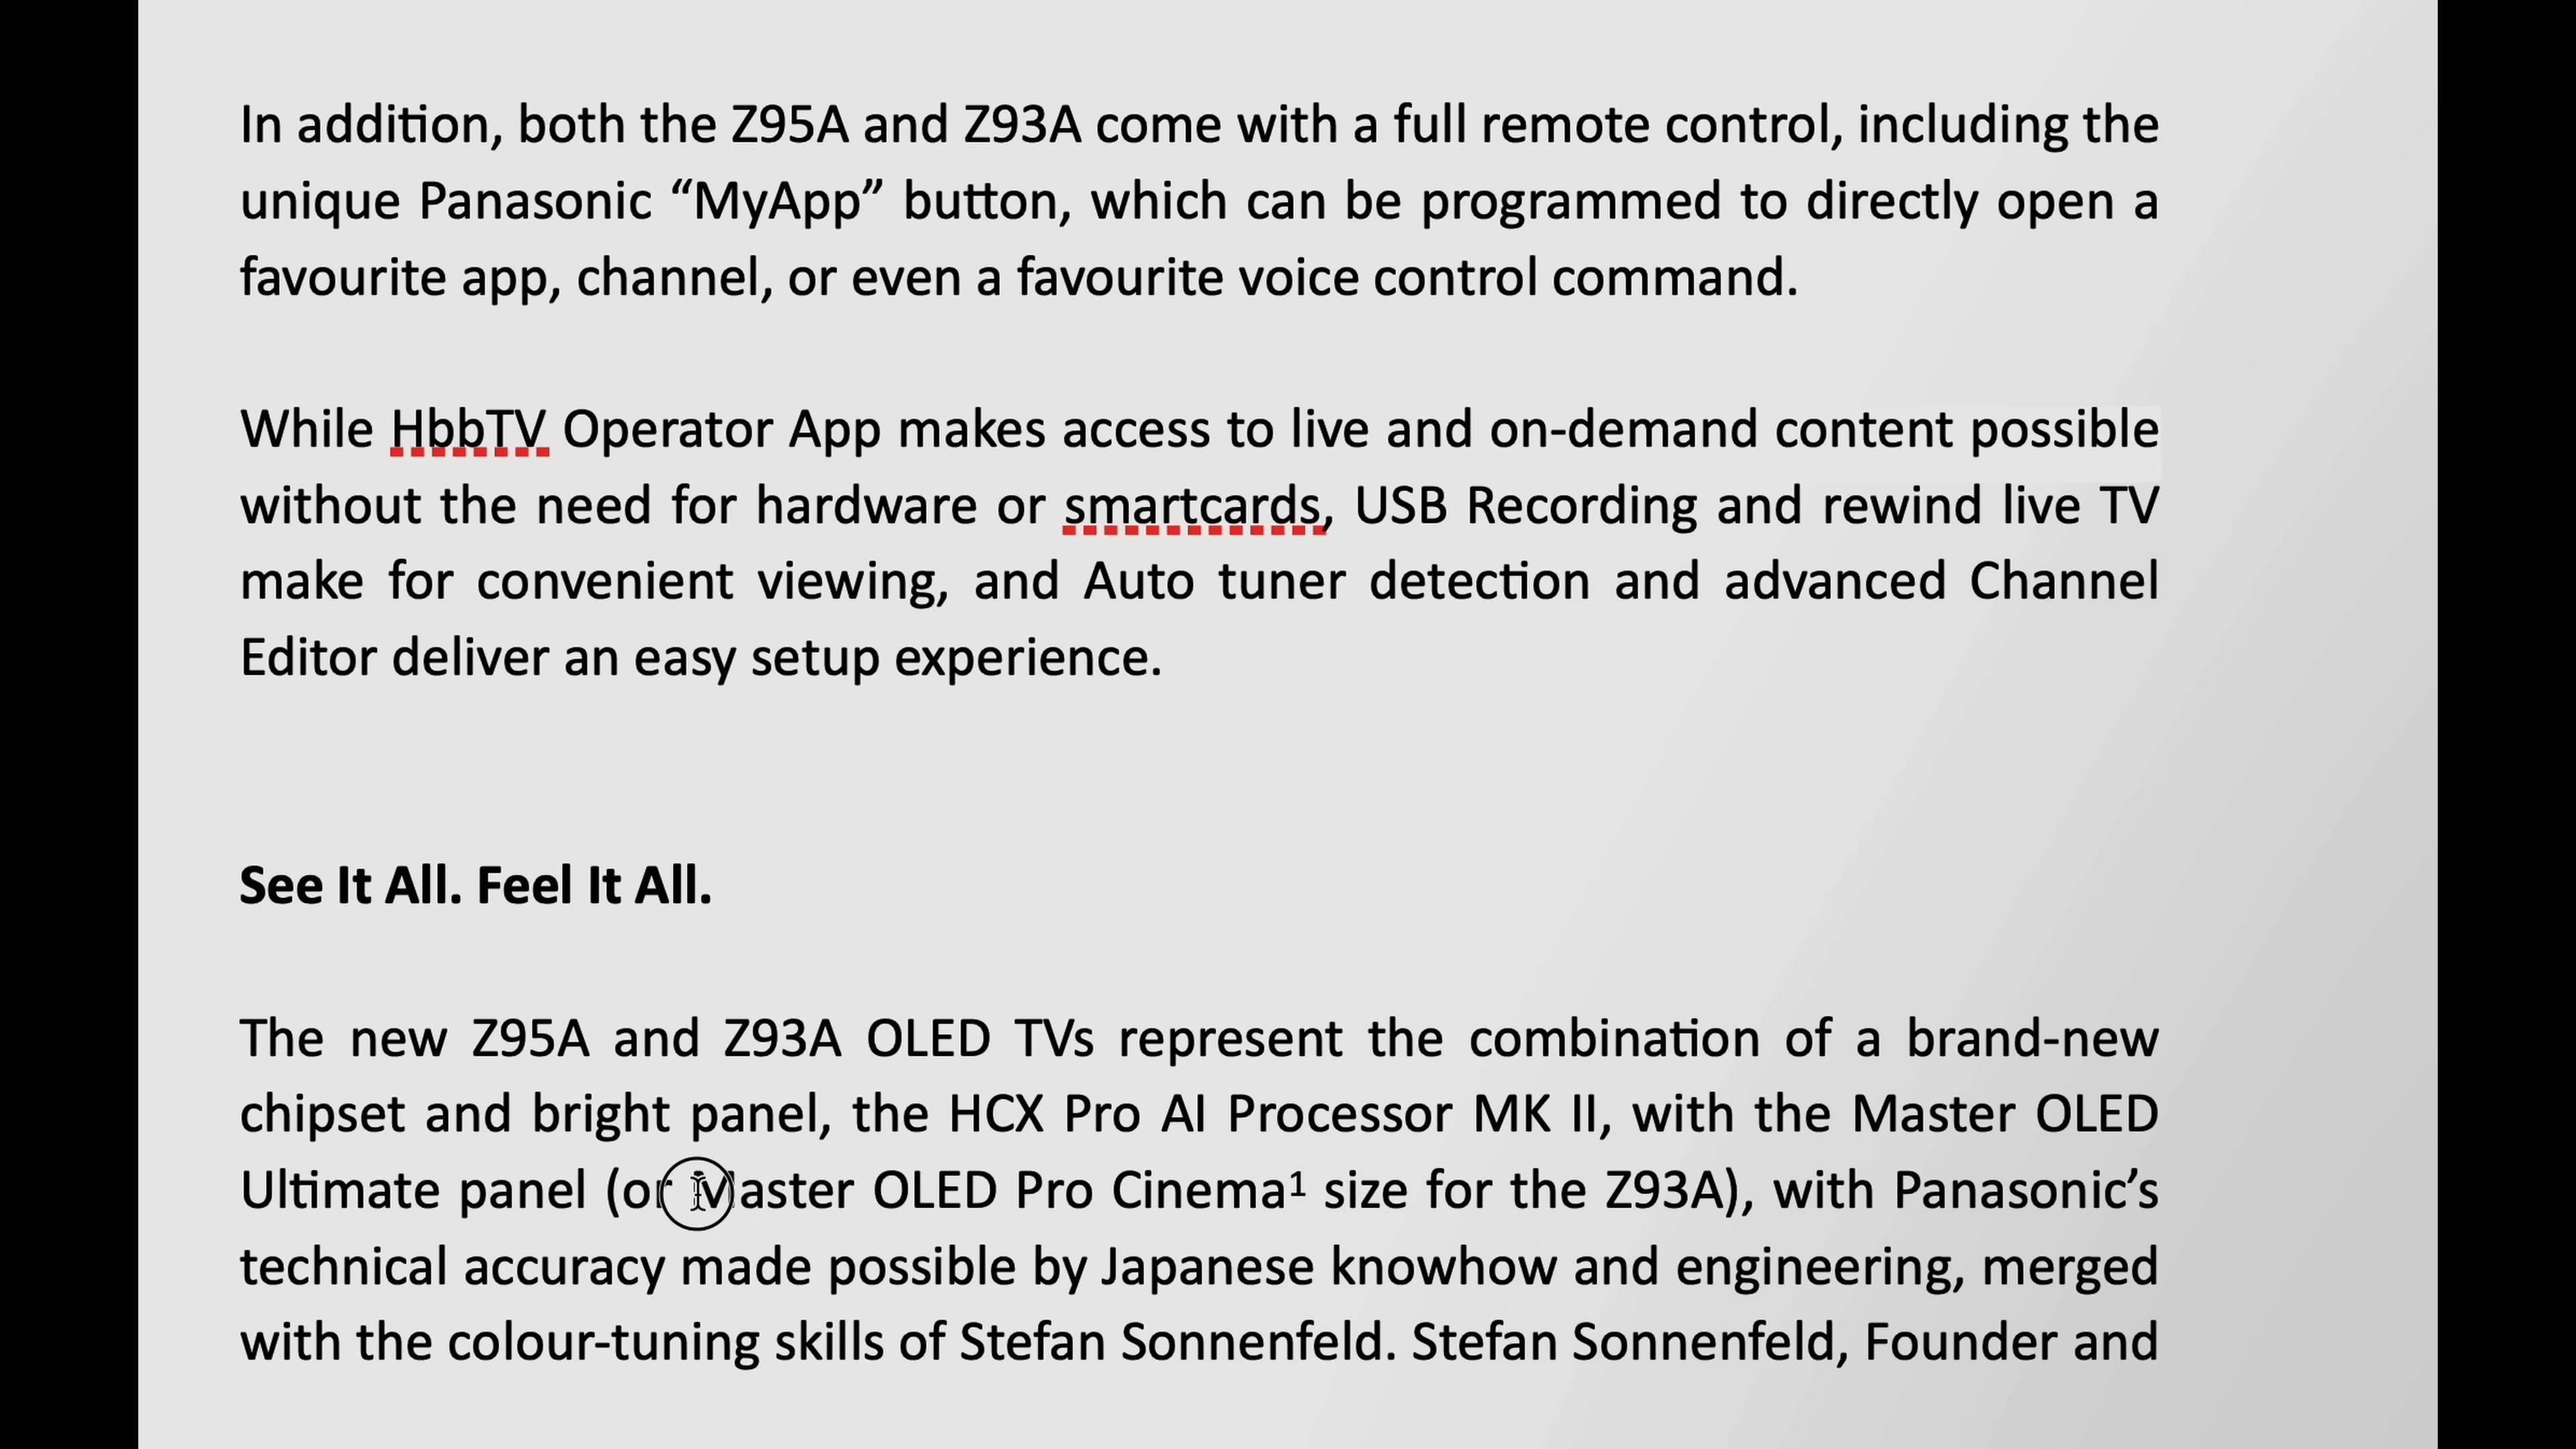 In addition, both the Z95A and Z93A come with a full remote control, including the
unique Panasonic “MyApp” button, which can be programmed to directly open a
favourite app, channel, or even a favourite voice control command.
While HbbTV Operator App makes access to live and on-demand content possible
without the need for hardware or smartcards, USB Recording and rewind live TV
make for convenient viewing, and Auto tuner detection and advanced Channel
Editor deliver an easy setup experience.
See It All. Feel It All.
The new Z95A and Z93A OLED TVs represent the combination of a brand-new
chipset and bright panel, the HCX Pro AI Processor MK II, with the Master OLED
Ultimate panel (or Master OLED Pro Cinema¹ size for the Z93A), with Panasonic’s
technical accuracy made possible by Japanese knowhow and engineering, merged
with the colour-tuning skills of Stefan Sonnenfeld. Stefan Sonnenfeld, Founder and